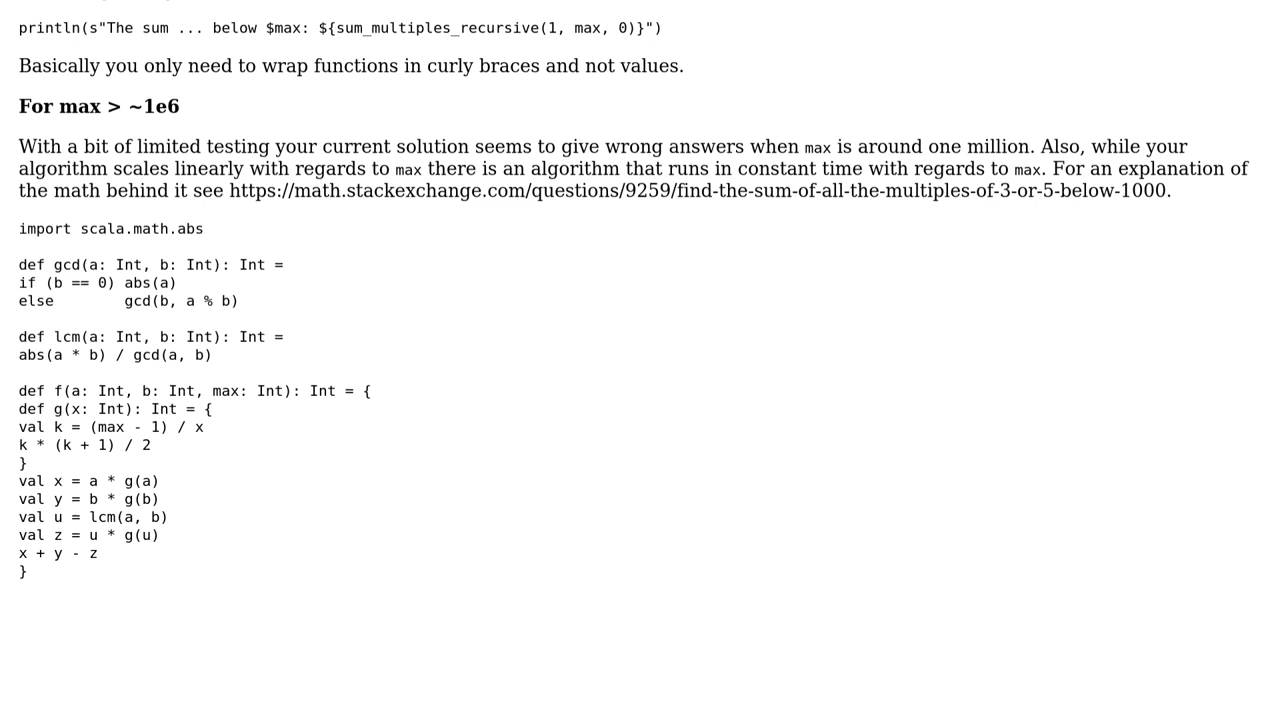 println(s"The sum ... below $max: ${sum_multiples_recursive(1, max, 0)}")
Basically you only need to wrap functions in curly braces and not values.
For max > ~1e6
With a bit of limited testing your current solution seems to give wrong answers when max is around one million. Also, while your
algorithm scales linearly with regards to max there is an algorithm that runs in constant time with regards to max. For an explanation of
the math behind it see https://math.stackexchange.com/questions/9259/find-the-sum-of-all-the-multiples-of-3-or-5-below-1000.
import scala.math.abs
def gcd(a: Int, b: Int): Int =
if (b == 0) abs(a)
else        gcd(b, a % b)
def lcm(a: Int, b: Int): Int =
abs(a * b) / gcd(a, b)
def f(a: Int, b: Int, max: Int): Int = {
def g(x: Int): Int = {
val k = (max - 1) / x
k * (k + 1) / 2
}
val x = a * g(a)
val y = b * g(b)
val u = lcm(a, b)
val z = u * g(u)
x + y - z
}